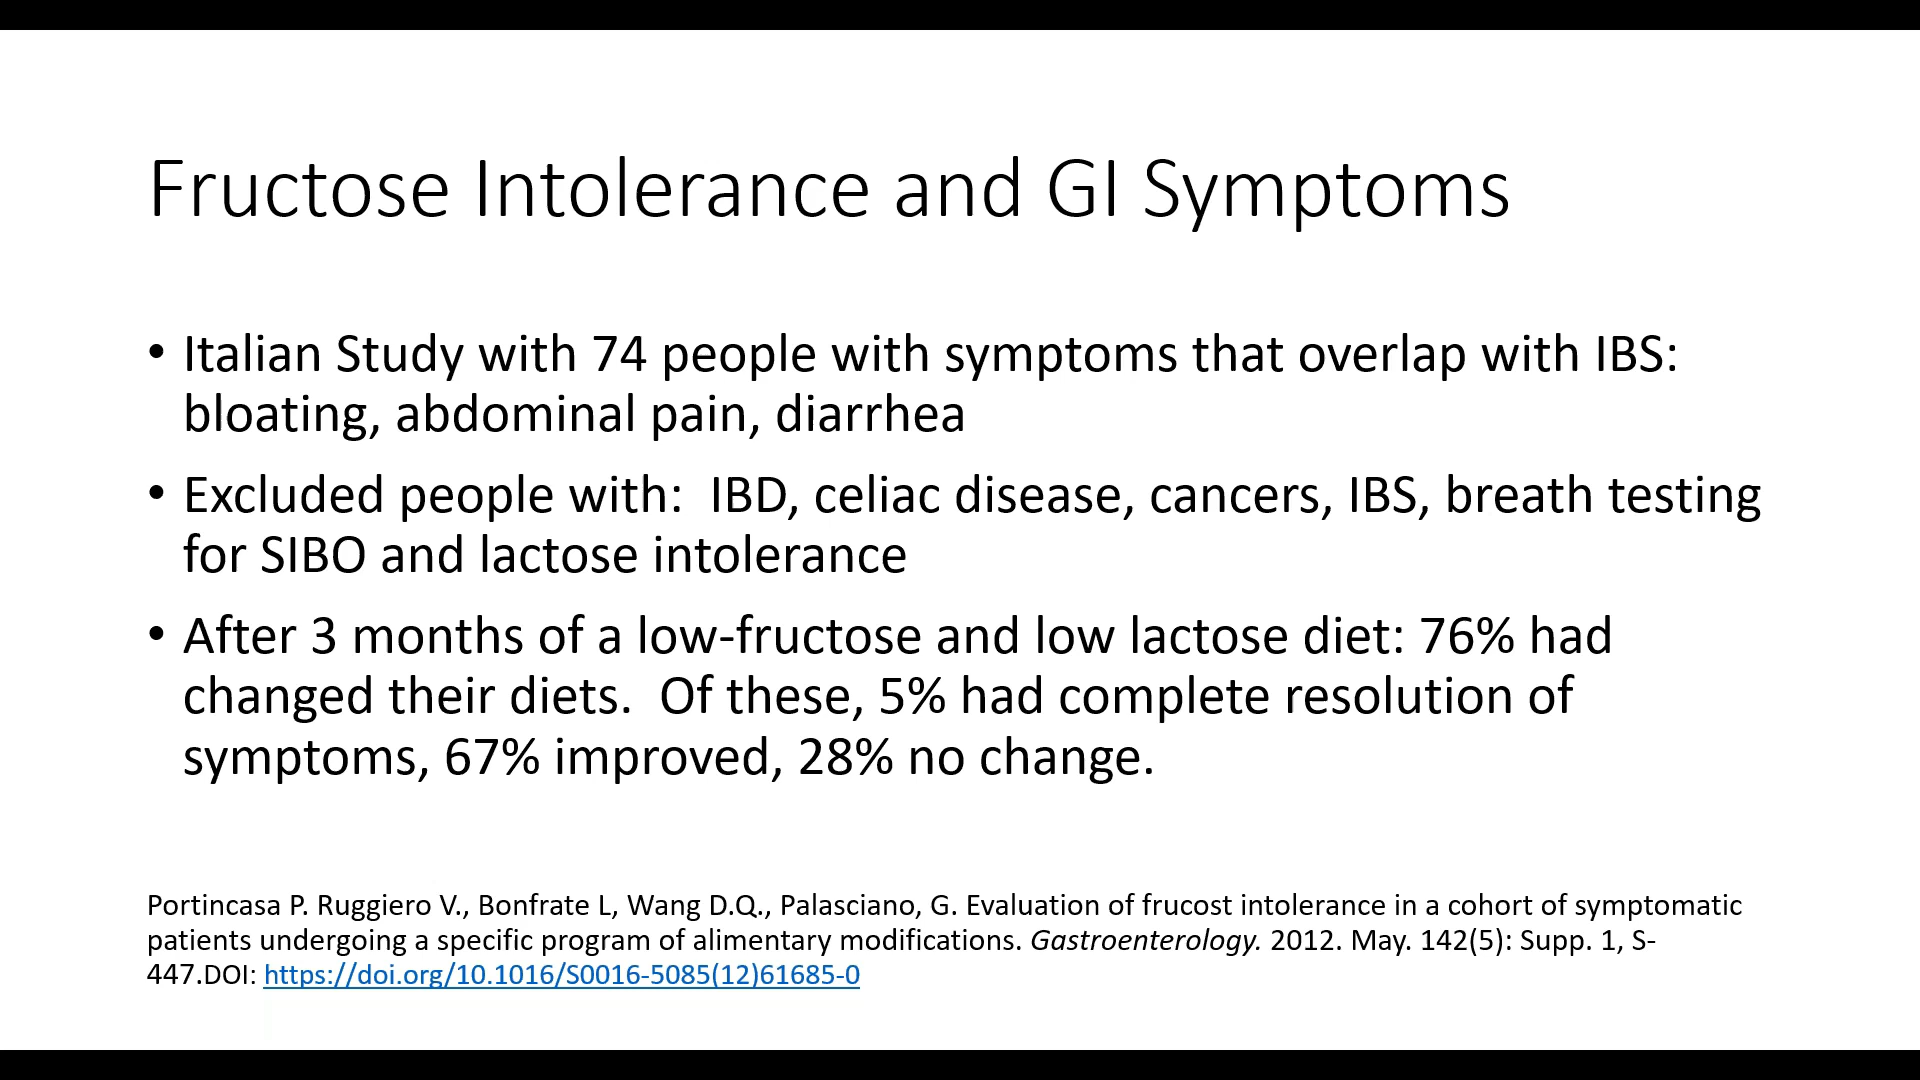 Fructose Intolerance and GI Symptoms
• Italian Study with 74 people with symptoms that overlap with IBS:
bloating, abdominal pain, diarrhea
• Excluded people with:  IBD, celiac disease, cancers, IBS, breath testing
for SIBO and lactose intolerance
• After 3 months of a low-fructose and low lactose diet: 76% had
changed their diets.  Of these, 5% had complete resolution of
symptoms, 67% improved, 28% no change.
Portincasa P. Ruggiero V., Bonfrate L, Wang D.Q., Palasciano, G. Evaluation of frucost intolerance in a cohort of symptomatic
patients undergoing a specific program of alimentary modifications. Gastroenterology. 2012. May. 142(5): Supp. 1, S-
447.DOI: https://doi.org/10.1016/S0016-5085(12)61685-0